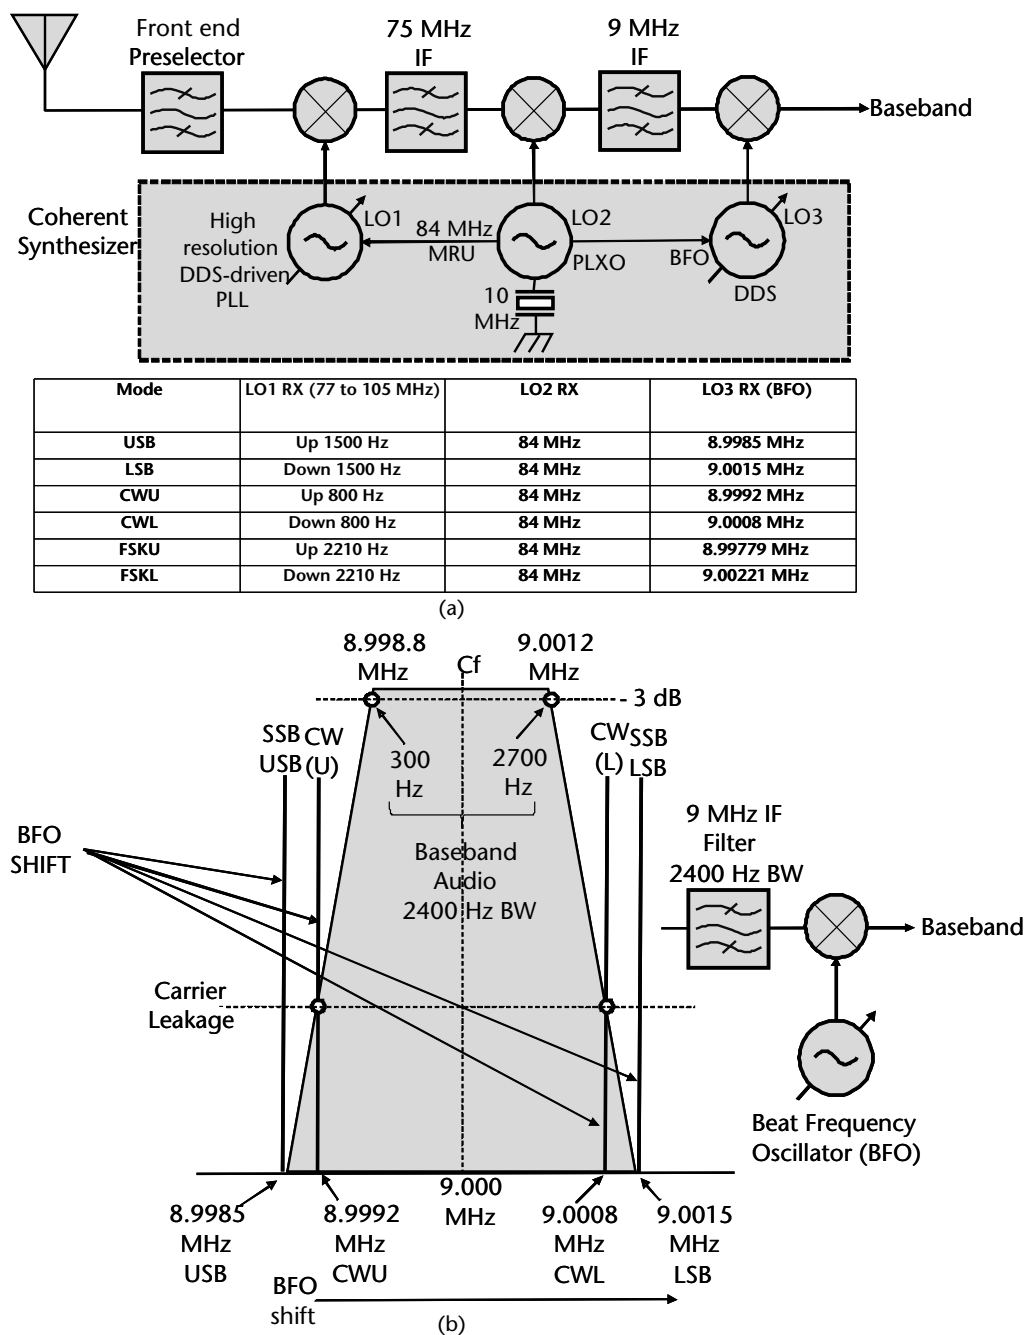 Front end
Preselector
75 MHz
IF
9 MHz
IF
Baseband
Coherent
Synthesizer
High
resolution
DDS-driven
PLL
LO1
84 MHz
MRU
LO2
PLXO
10
MHz
BFO
LO3
DDS
Mode LO1 RX (77 to 105 MHz) LO2 RX LO3 RX (BFO)
USB Up 1500 Hz 84 MHz 8.9985 MHz
LSB Down 1500 Hz 84 MHz 9.0015 MHz
CWU Up 800 Hz 84 MHz 8.9992 MHz
CWL Down 800 Hz 84 MHz 9.0008 MHz
FSKU Up 2210 Hz 84 MHz 8.99779 MHz
FSKL Down 2210 Hz 84 MHz 9.00221 MHz
(a)
8.998.8
MHz
Cf
9.0012
MHz
- 3 dB
SSB
USB
CW
(U)
300
Hz
2700
Hz
CW
(L)
SSB
LSB
BFO
SHIFT
Baseband
Audio
2400 Hz BW
9 MHz IF
Filter
2400 Hz BW
Baseband
Carrier
Leakage
Beat Frequency
Oscillator (BFO)
8.9985
MHz
USB
8.9992
MHz
CWU
9.000
MHz
9.0008
MHz
CWL
9.0015
MHz
LSB
BFO
shift
(b)